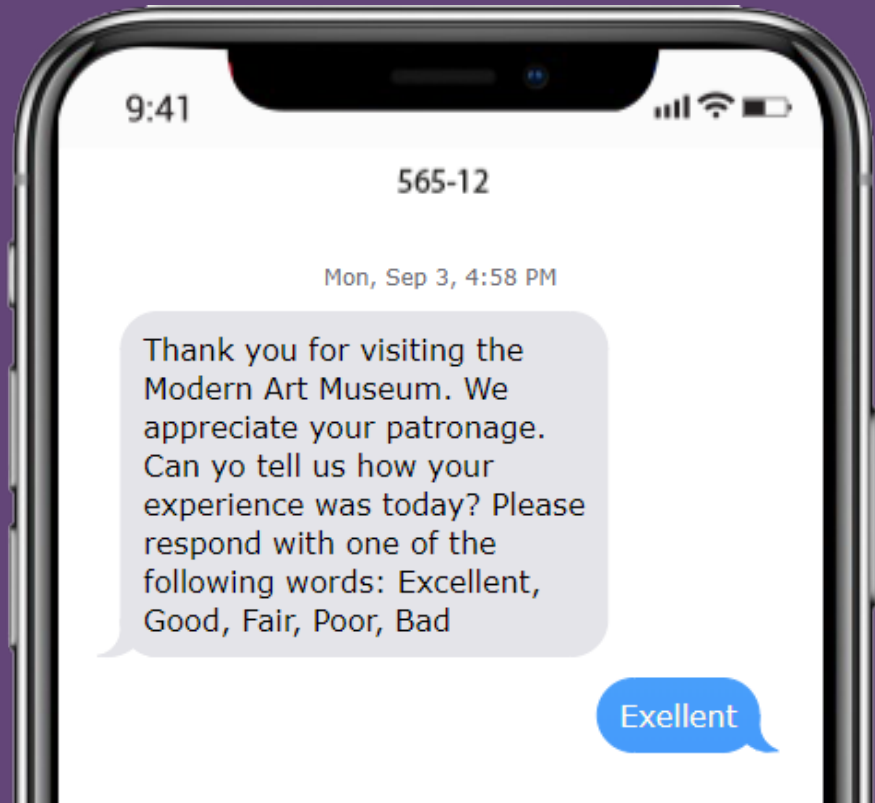 9:41
565-12
Mon, Sep 3, 4:58 PM
Thank you for visiting the
Modern Art Museum. We
appreciate your patronage.
Can yo tell us how your
experience was today? Please
respond with one of the
following words: Excellent,
Good, Fair, Poor, Bad
Exellent